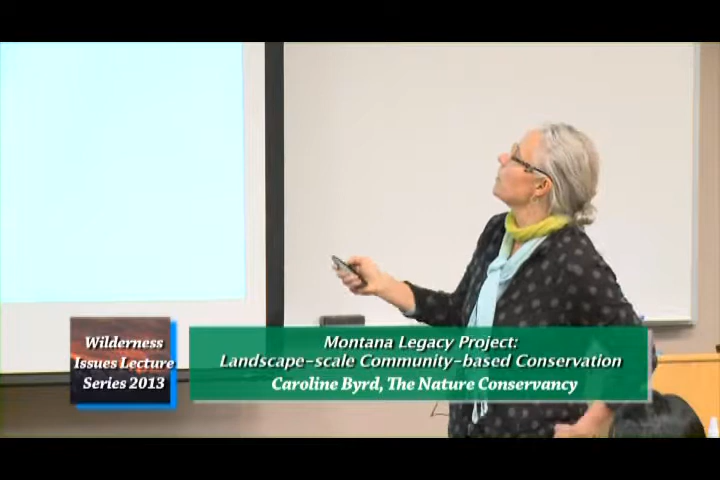 Wilderness
Issues Lecture
Series 2013
Montana Legacy Project:
Landscape-scale Community-based Conservation
Caroline Byrd, The Nature Conservancy